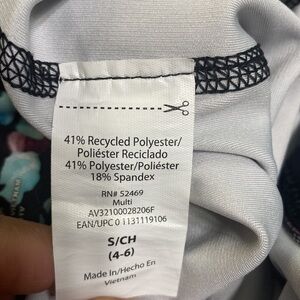 41% Recycled Polyester/
Poliéster Reciclado
41% Polyester/Poliéster
18% Spandex
RN# 52469
Multi
AV32100028206F
EAN/UPC 0 1131119106
S/CH
(4-6)
Made In/Hecho En
Vietnam